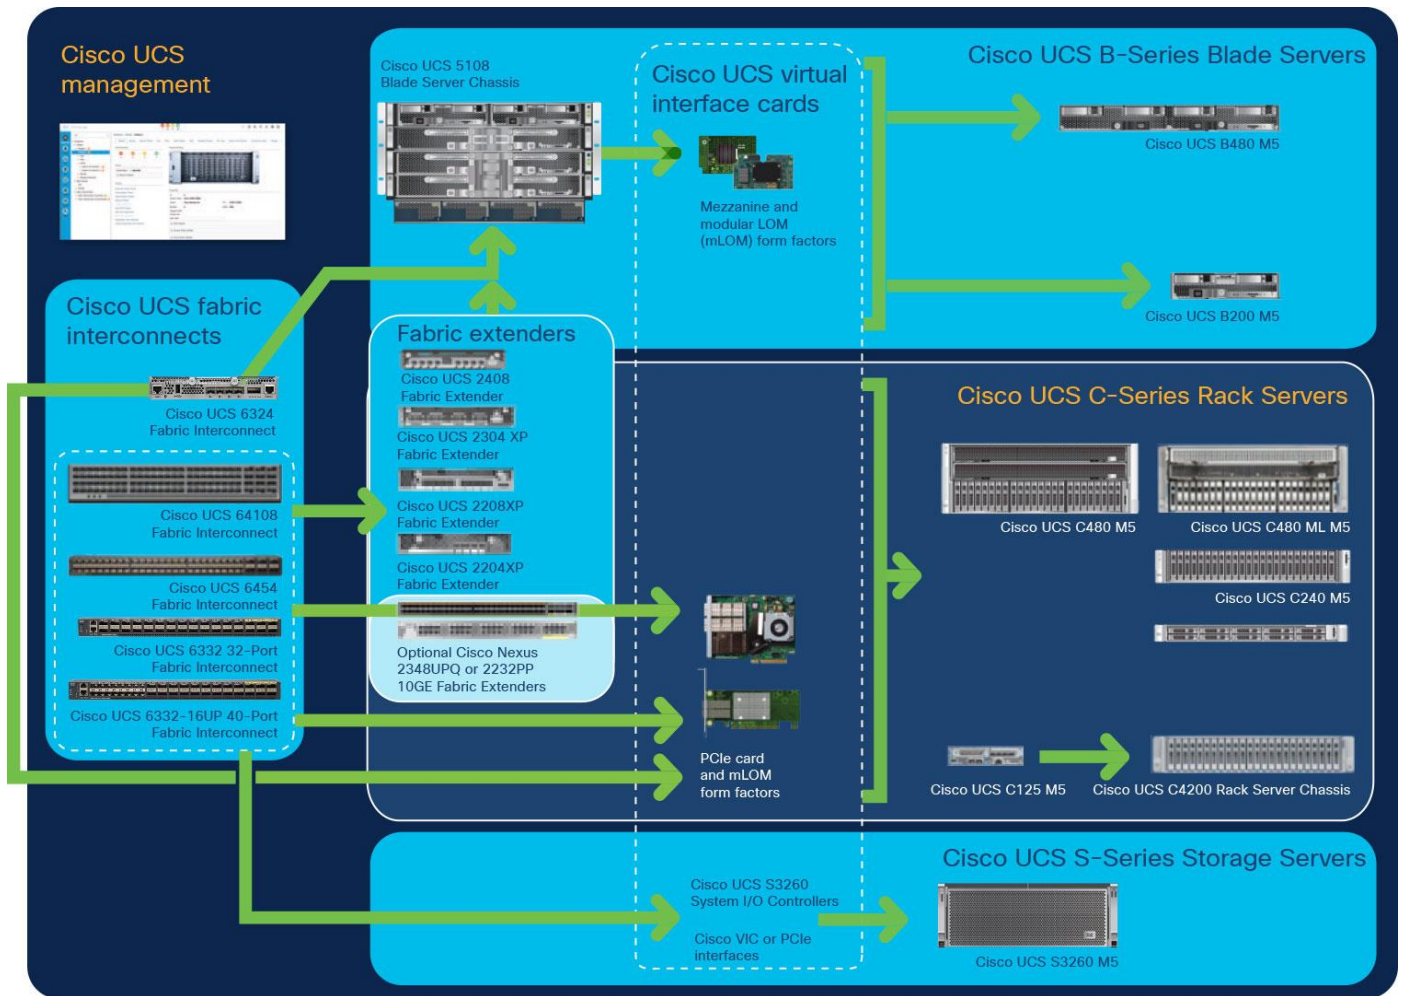 Cisco UCS
management
Cisco UCS 5108
Blade Server Chassis
Cisco UCS virtual
interface cards
Mezzanine and
modular LOM
(mLOM) form factors
Cisco UCS B-Series Blade Servers
Cisco UCS B480 M5
Cisco UCS B200 M5
Cisco UCS fabric
interconnects
Cisco UCS 6324
Fabric Interconnect
Cisco UCS 64108
Fabric Interconnect
Cisco UCS 6454
Fabric Interconnect
Cisco UCS 6332 32-Port
Fabric Interconnect
Cisco UCS 6332-16UP 40-Port
Fabric Interconnect
Fabric extenders
Cisco UCS 2408
Fabric Extender
Cisco UCS 2304 XP
Fabric Extender
Cisco UCS 2208XP
Fabric Extender
Cisco UCS 2204XP
Fabric Extender
Optional Cisco Nexus
2348UPQ or 2232PP
10GE Fabric Extenders
PCIe card
and mLOM
form factors
Cisco UCS C-Series Rack Servers
Cisco UCS C480 M5
Cisco UCS C480 ML M5
Cisco UCS C240 M5
Cisco UCS C125 M5
Cisco UCS C4200 Rack Server Chassis
Cisco UCS S-Series Storage Servers
Cisco UCS S3260
System I/O Controllers
Cisco VIC or PCIe
interfaces
Cisco UCS S3260 M5